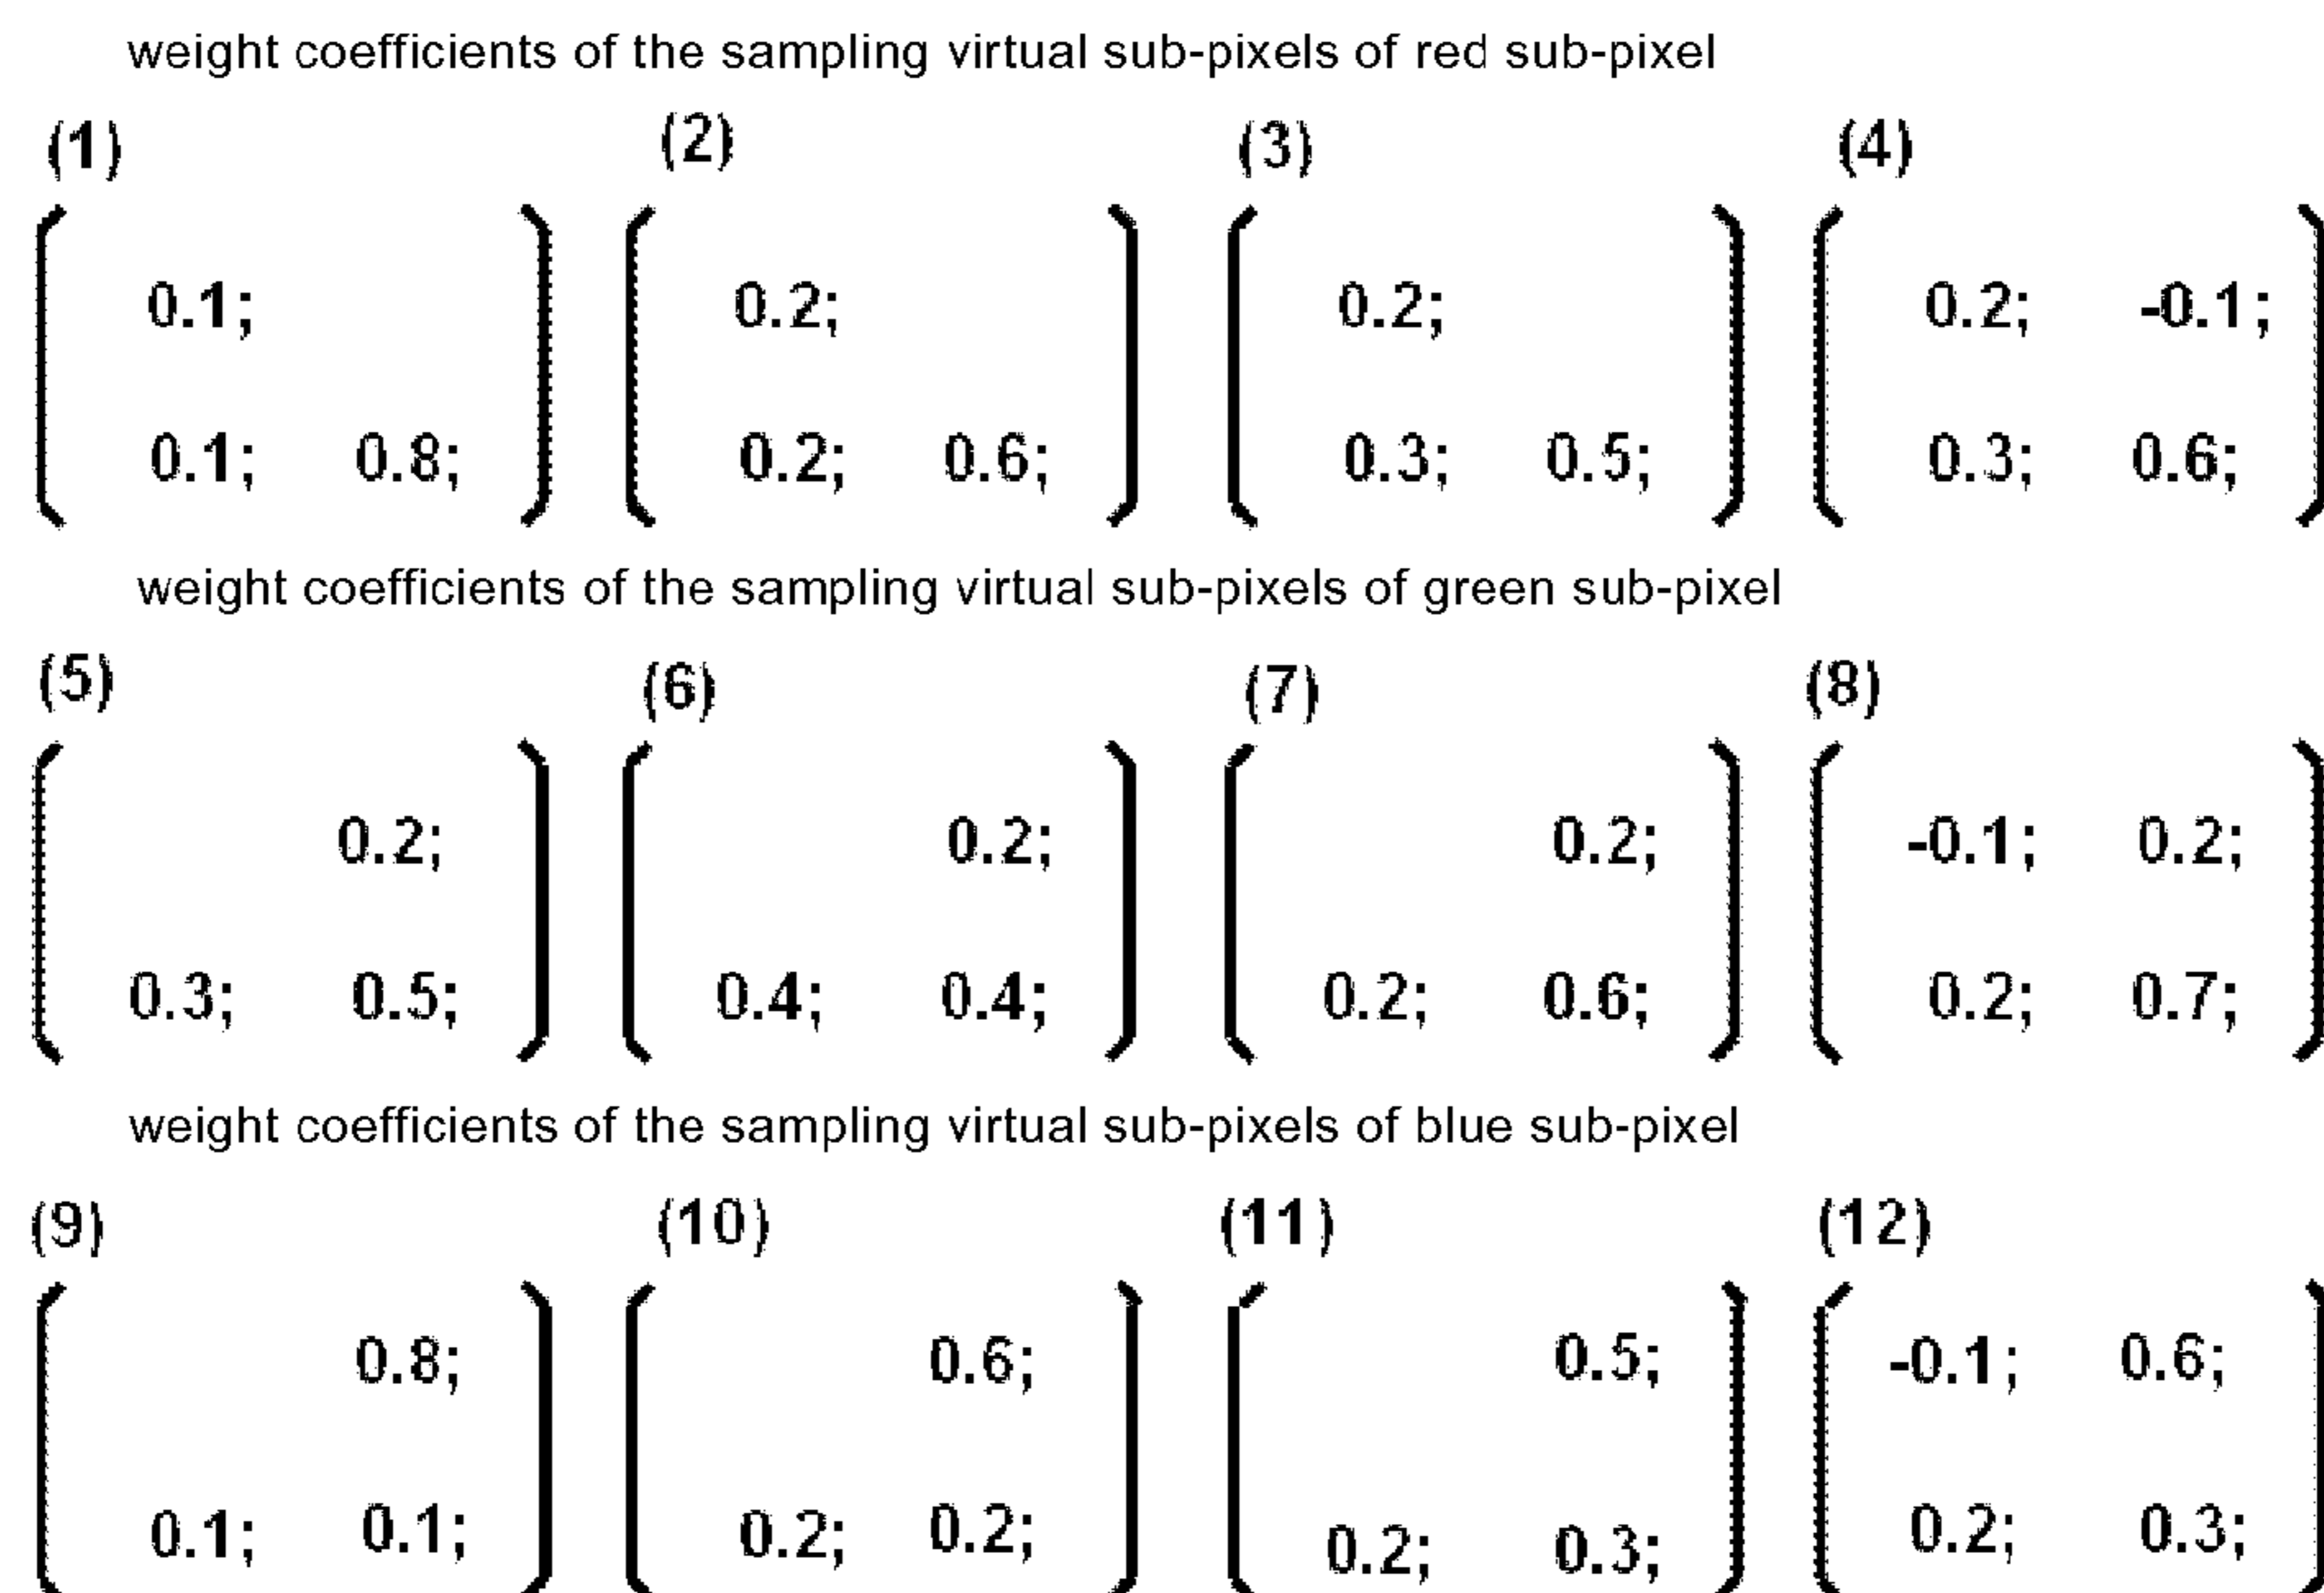 weight coefficients of the sampling virtual sub-pixels of red sub-pixel
(1) (2) (3) (4)
0.1; 0.2; 0.2; 0.2; -0.1;
0.1; 0.8; 0.2; 0.6; 0.3; 0.5; 0.3; 0.6;
weight coefficients of the sampling virtual sub-pixels of green sub-pixel
(5) (6) (7) (8)
0.2; 0.2; 0.2; -0.1; 0.2;
0.3; 0.5; 0.4; 0.4; 0.2; 0.6; 0.2; 0.7;
weight coefficients of the sampling virtual sub-pixels of blue sub-pixel
(9) (10) (11) (12)
0.8; 0.6; 0.5; -0.1; 0.6;
0.1; 0.1; 0.2; 0.2; 0.2; 0.3; 0.2; 0.3;